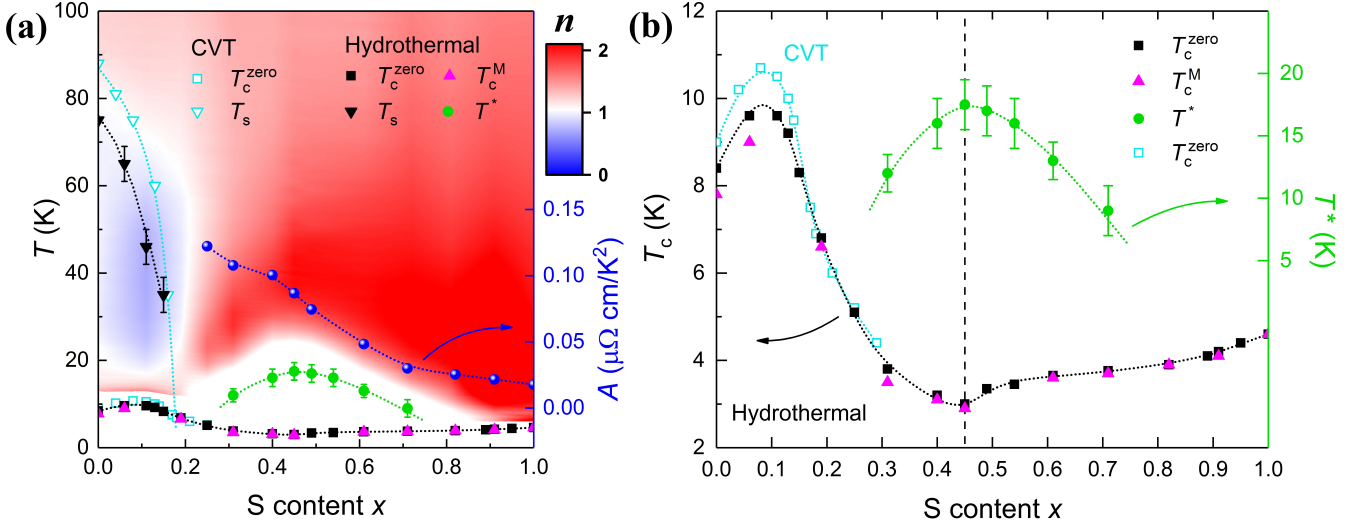 (a)
n
CVT
T_c^zero
T_s
Hydrothermal
T_c^zero
T_c^M
T_s
T^*
2
1
0
100
80
60
40
20
0
T (K)
0.15
0.10
0.05
0.00
A (μΩ cm/K^2)
0.0 0.2 0.4 0.6 0.8 1.0
S content x
(b)
CVT
T_c^zero
T_c^M
T^*
T_c^zero
12
10
8
6
4
2
T_c (K)
20
15
10
5
T^* (K)
Hydrothermal
0.0 0.1 0.2 0.3 0.4 0.5 0.6 0.7 0.8 0.9 1.0
S content x